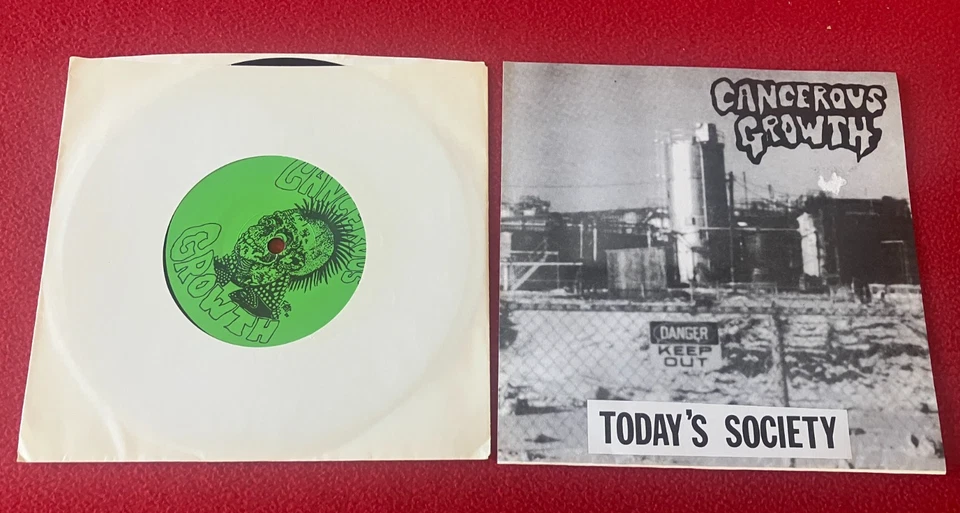 CANCEROUS
GROWTH
CANCEROUS
GROWTH
DANGER
KEEP
OUT
TODAY'S SOCIETY